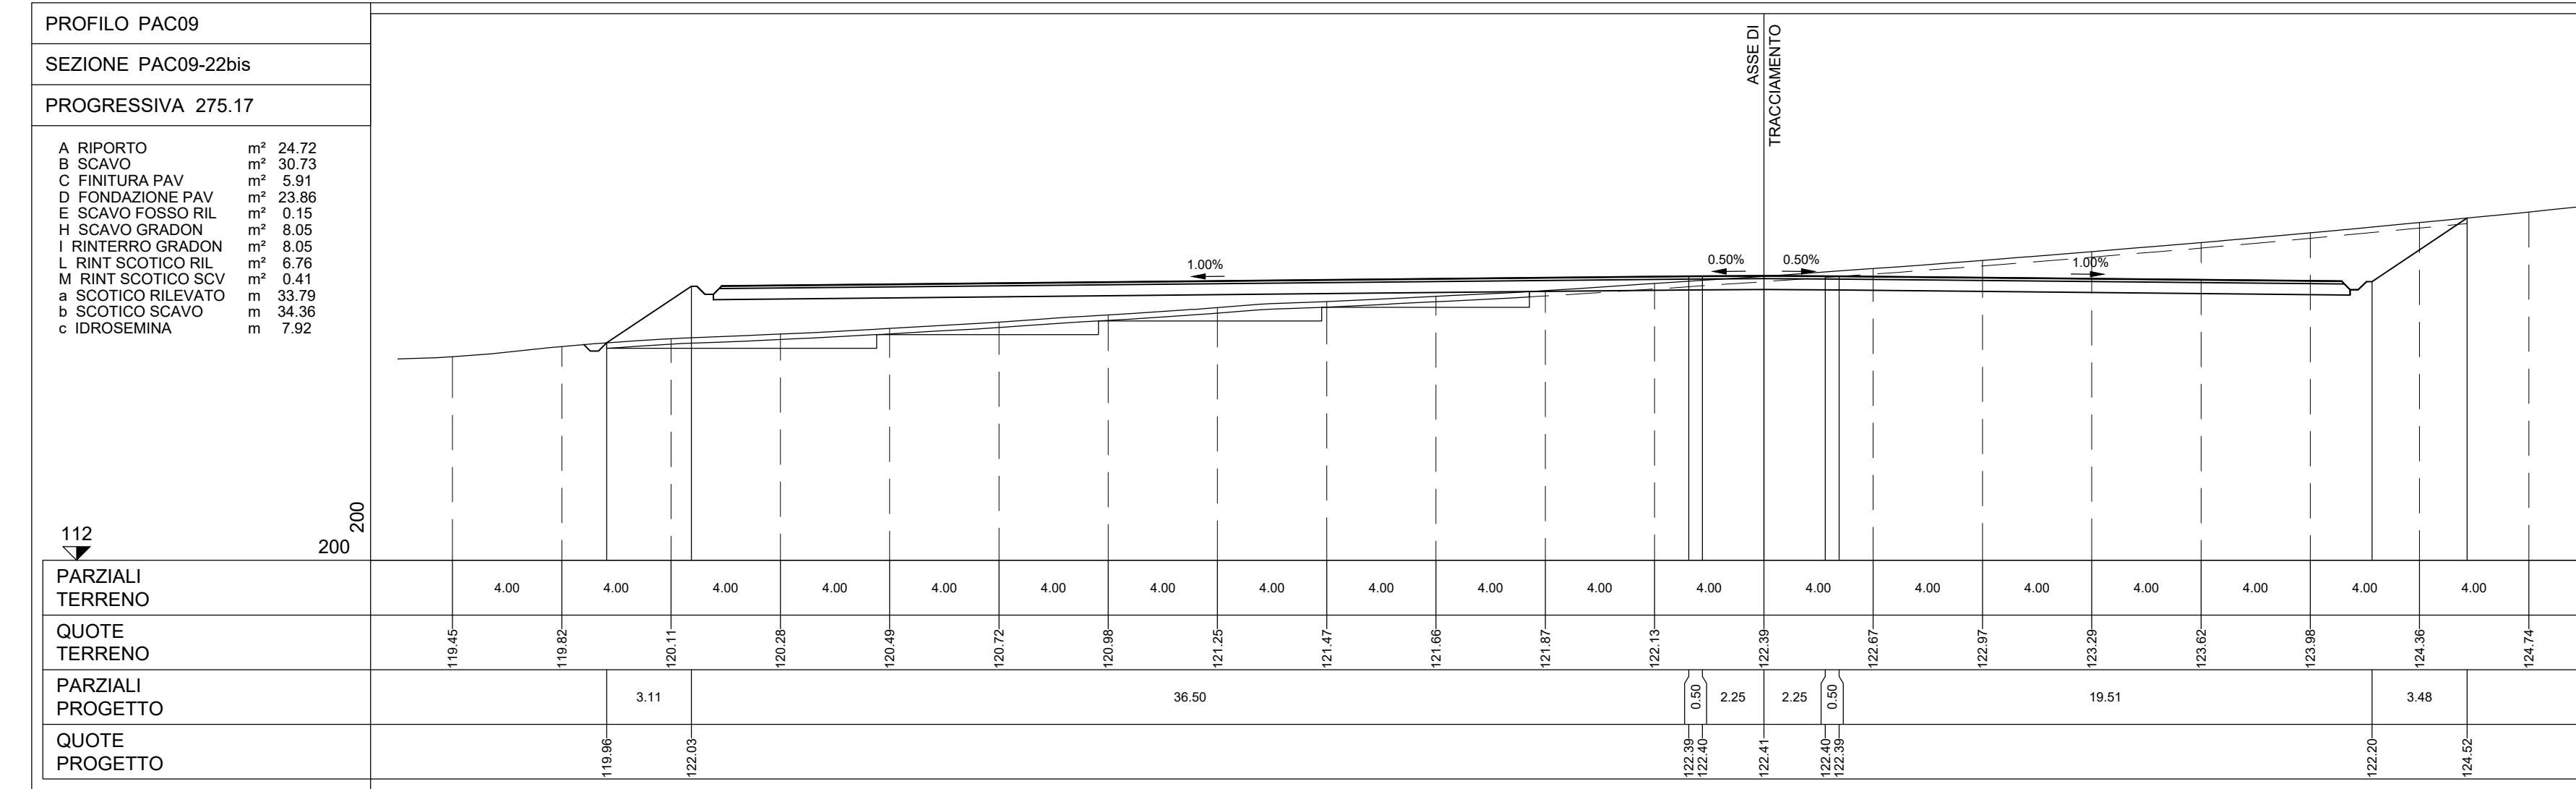 PROFILO PAC09
SEZIONE PAC09-22bis
PROGRESSIVA 275.17
A RIPORTO m² 24.72
B SCAVO m² 30.73
C FINITURA PAV m² 5.91
D FONDAZIONE PAV m² 23.86
E SCAVO FOSSO RIL m² 0.15
H SCAVO GRADON m² 8.05
I RINTERRO GRADON m² 8.05
L RINT SCOTICO RIL m² 6.76
M RINT SCOTICO SCV m² 0.41
a SCOTICO RILEVATO m 33.79
b SCOTICO SCAVO m 34.36
c IDROSEMINA m 7.92
ASSE DI
TRACCIAMENTO
1.00% 0.50% 0.50% 1.00%
112
200
200
PARZIALI
TERRENO
4.00 4.00 4.00 4.00 4.00 4.00 4.00 4.00 4.00 4.00 4.00 4.00 4.00 4.00 4.00 4.00 4.00 4.00 4.00
QUOTE
TERRENO
119.45 119.82 120.11 120.28 120.49 120.72 120.98 121.25 121.47 121.66 121.87 122.13 122.39 122.67 122.97 123.29 123.62 123.98 124.36 124.74
PARZIALI
PROGETTO
3.11 36.50 0.50 2.25 2.25 0.50 19.51 3.48
QUOTE
PROGETTO
119.96 122.03 122.39 122.40 122.41 122.40 122.39 122.20 124.52